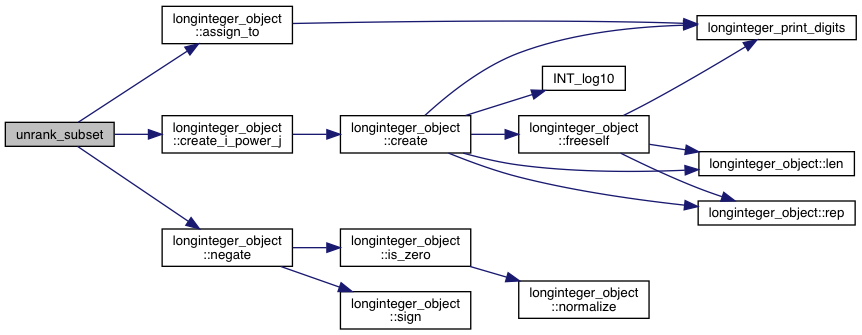 longinteger_object
::assign_to
longinteger_print_digits
INT_log10
unrank_subset
longinteger_object
::create_i_power_j
longinteger_object
::create
longinteger_object
::freeself
longinteger_object::len
longinteger_object::rep
longinteger_object
::negate
longinteger_object
::is_zero
longinteger_object
::normalize
longinteger_object
::sign